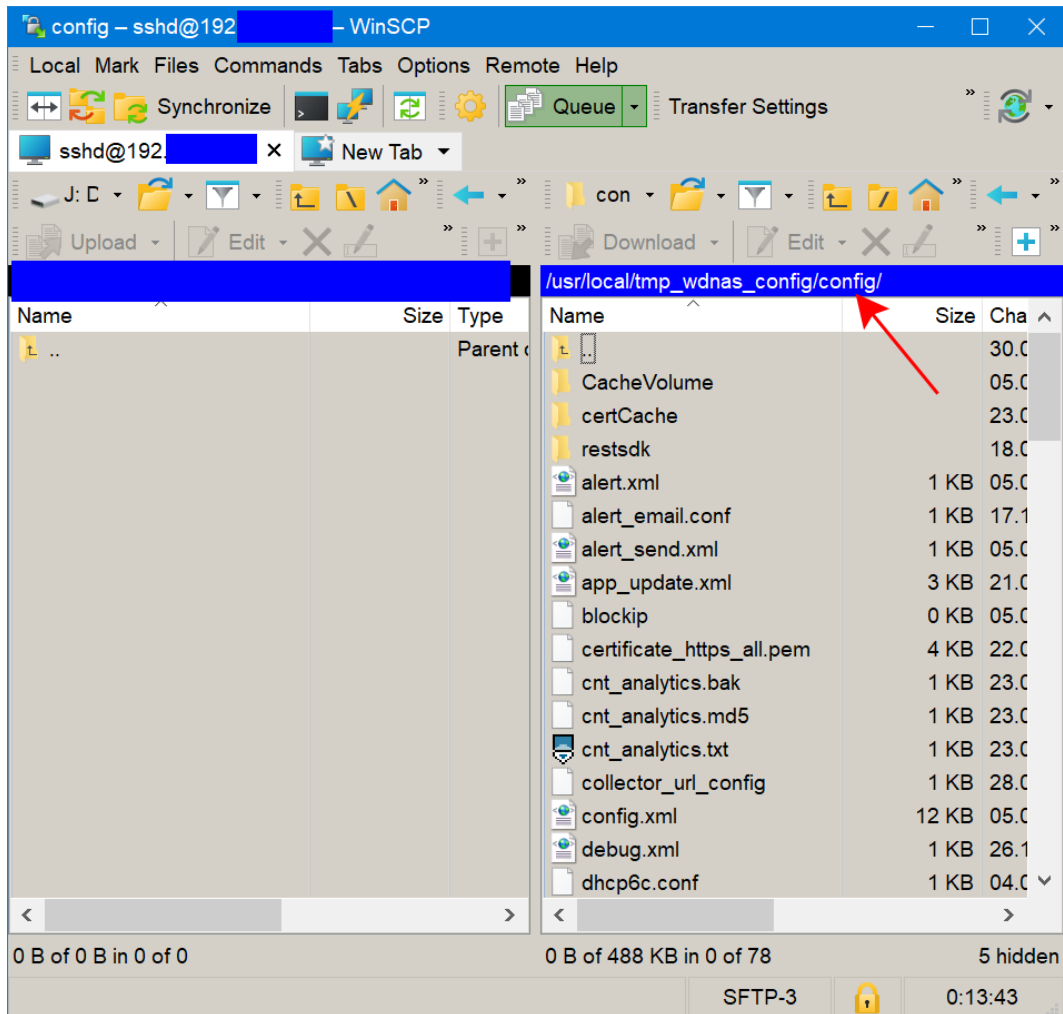 config – sshd@192 – WinSCP
Local Mark Files Commands Tabs Options Remote Help
Synchronize Queue Transfer Settings
sshd@192. New Tab
J: con
Upload Edit Download Edit
/usr/local/tmp_wdnas_config/config/
Name Size Type Name Size Cha
.. Parent .. 30.0
CacheVolume 05.0
certCache 23.0
restsdk 18.0
alert.xml 1 KB 05.0
alert_email.conf 1 KB 17.1
alert_send.xml 1 KB 05.0
app_update.xml 3 KB 21.0
blockip 0 KB 05.0
certificate_https_all.pem 4 KB 22.0
cnt_analytics.bak 1 KB 23.0
cnt_analytics.md5 1 KB 23.0
cnt_analytics.txt 1 KB 23.0
collector_url_config 1 KB 28.0
config.xml 12 KB 05.0
debug.xml 1 KB 26.1
dhcp6c.conf 1 KB 04.0
0 B of 0 B in 0 of 0 0 B of 488 KB in 0 of 78 5 hidden
SFTP-3 0:13:43